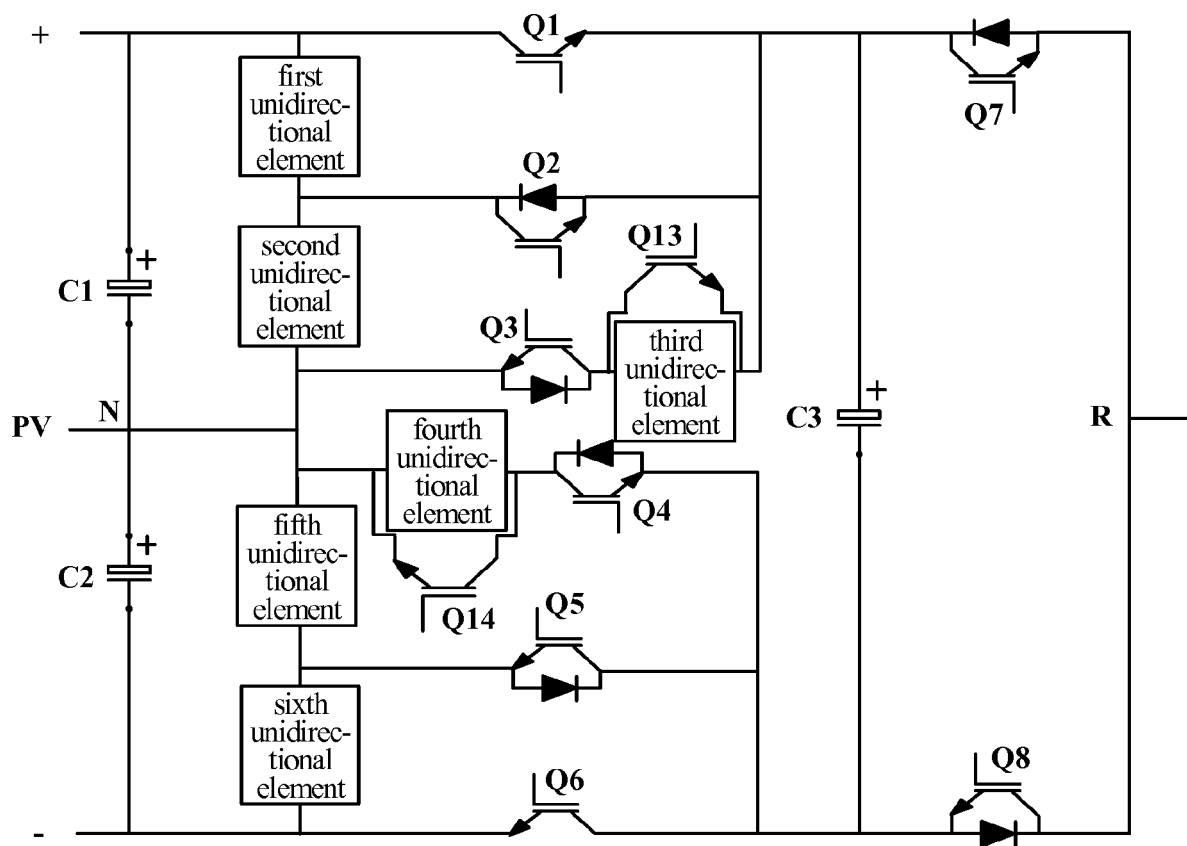 +
Q1
first
unidirec-
tional
element
Q7
Q2
second
unidirec-
tional
element
Q13
+
C1
Q3
third
unidirec-
tional
element
PV
N
fourth
unidirec-
tional
element
+
C3
R
Q4
fifth
unidirec-
tional
element
+
C2
Q14
Q5
sixth
unidirec-
tional
element
Q6
Q8
-